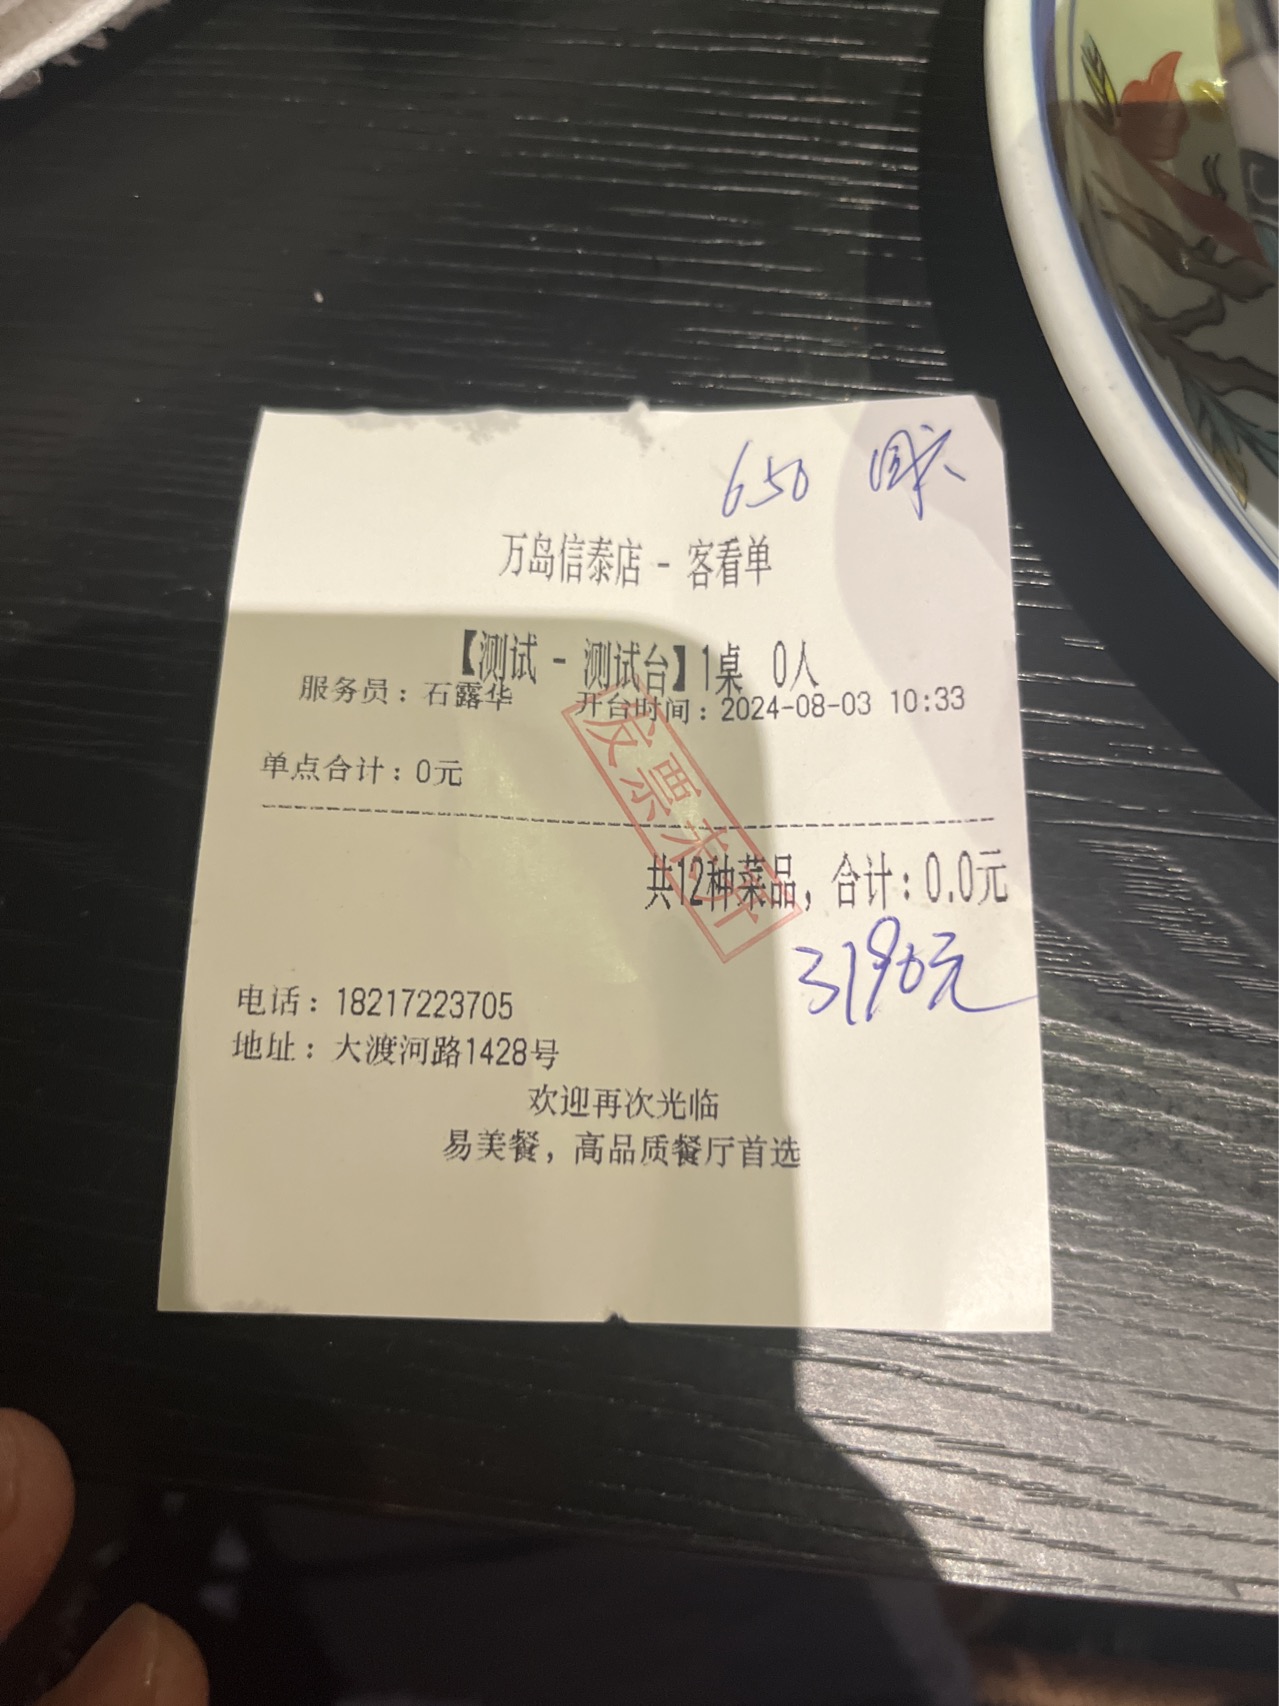 650
万岛信泰店 - 客看单
【测试 - 测试台】1桌 0人
服务员：石露华 开台时间：2024-08-03 10:33
单点合计：0元
发票未开
共12种菜品，合计：0.0元
3190元
电话：18217223705
地址：大渡河路1428号
欢迎再次光临
易美餐，高品质餐厅首选